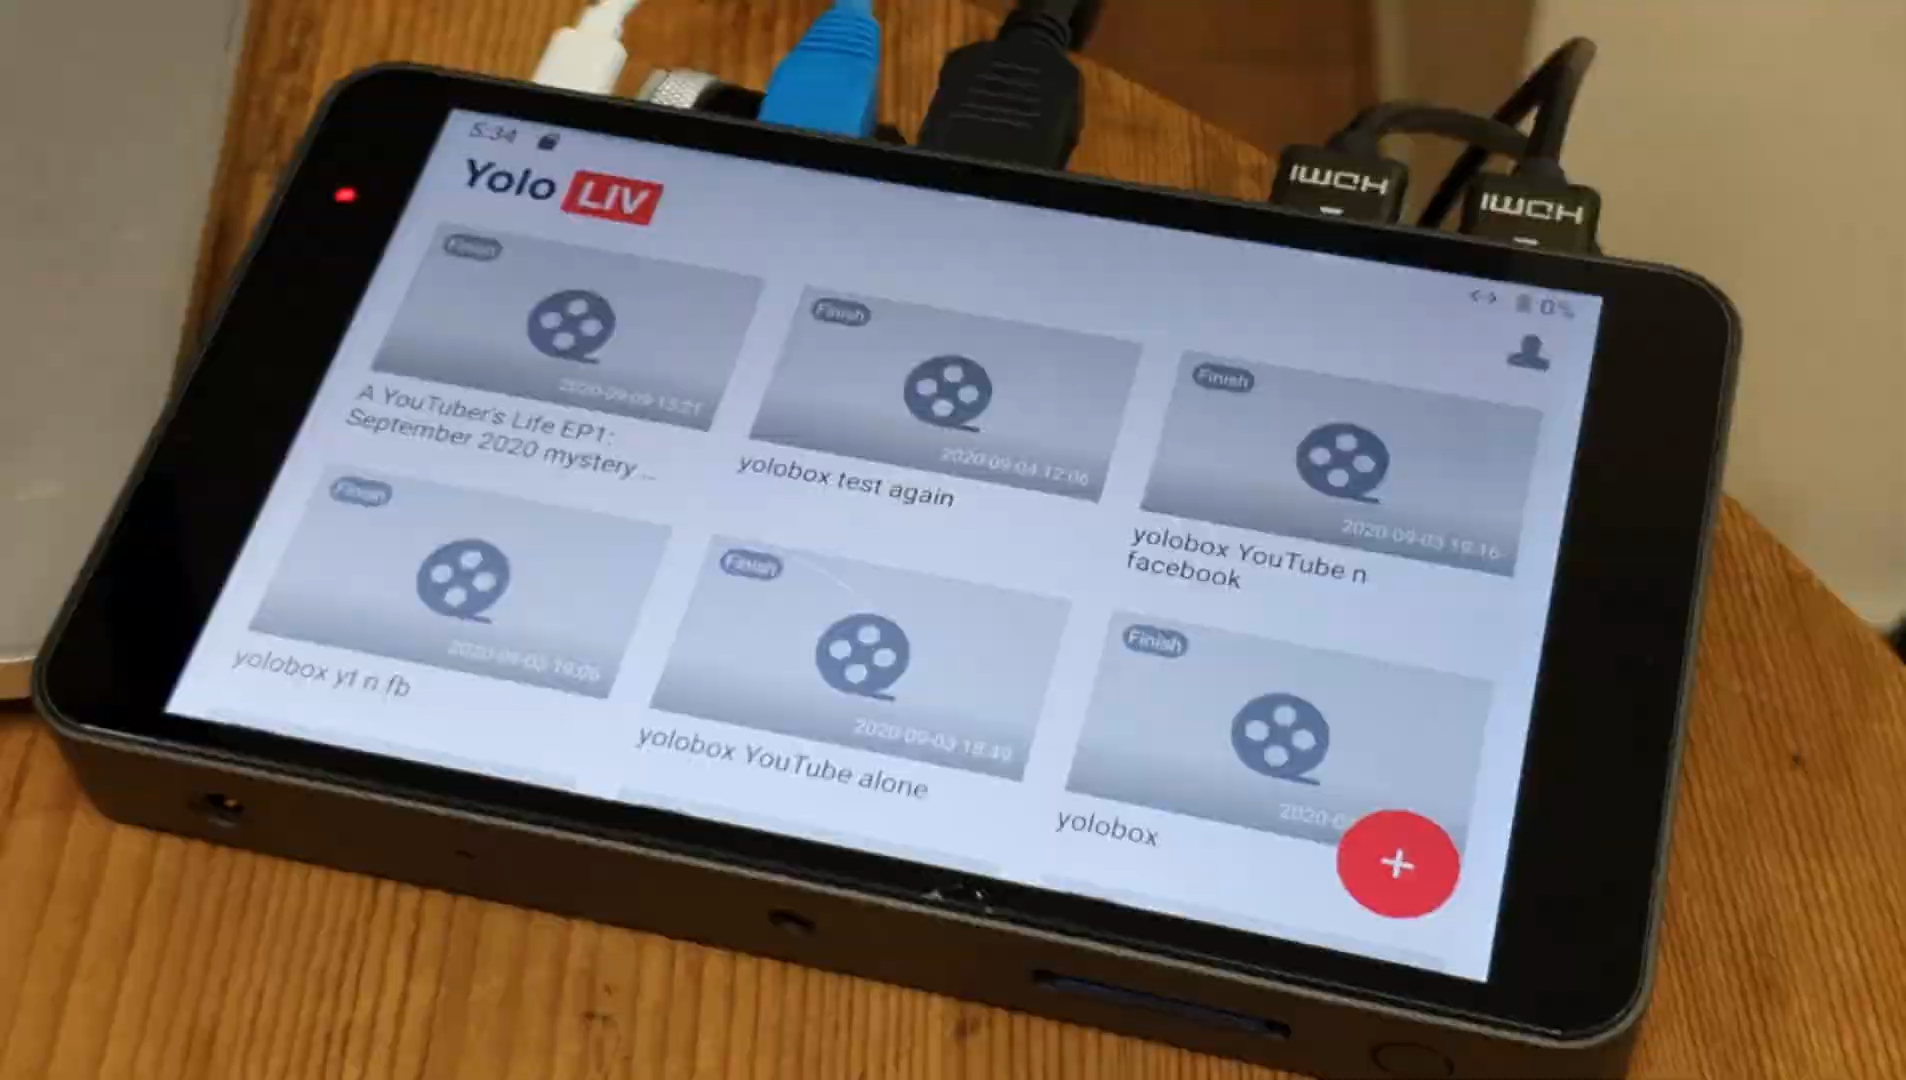 5:34
0%
Yolo LIV
HDMI
HDMI
Finish
2020-09-09 13:21
A YouTuber's Life EP1:
September 2020 mystery ...
Finish
2020-09-04 12:06
yolobox test again
Finish
2020-09-03 19:16
yolobox YouTube n
facebook
Finish
2020-09-03 19:06
yolobox yt n fb
Finish
2020-09-03 18:49
yolobox YouTube alone
Finish
yolobox
+